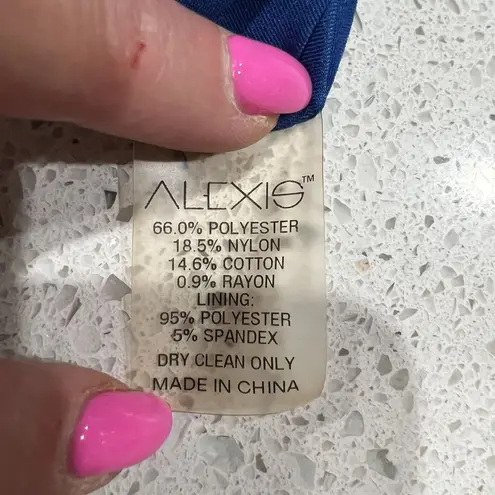 ALEXIS™
66.0% POLYESTER
18.5% NYLON
14.6% COTTON
0.9% RAYON
LINING:
95% POLYESTER
5% SPANDEX
DRY CLEAN ONLY
MADE IN CHINA